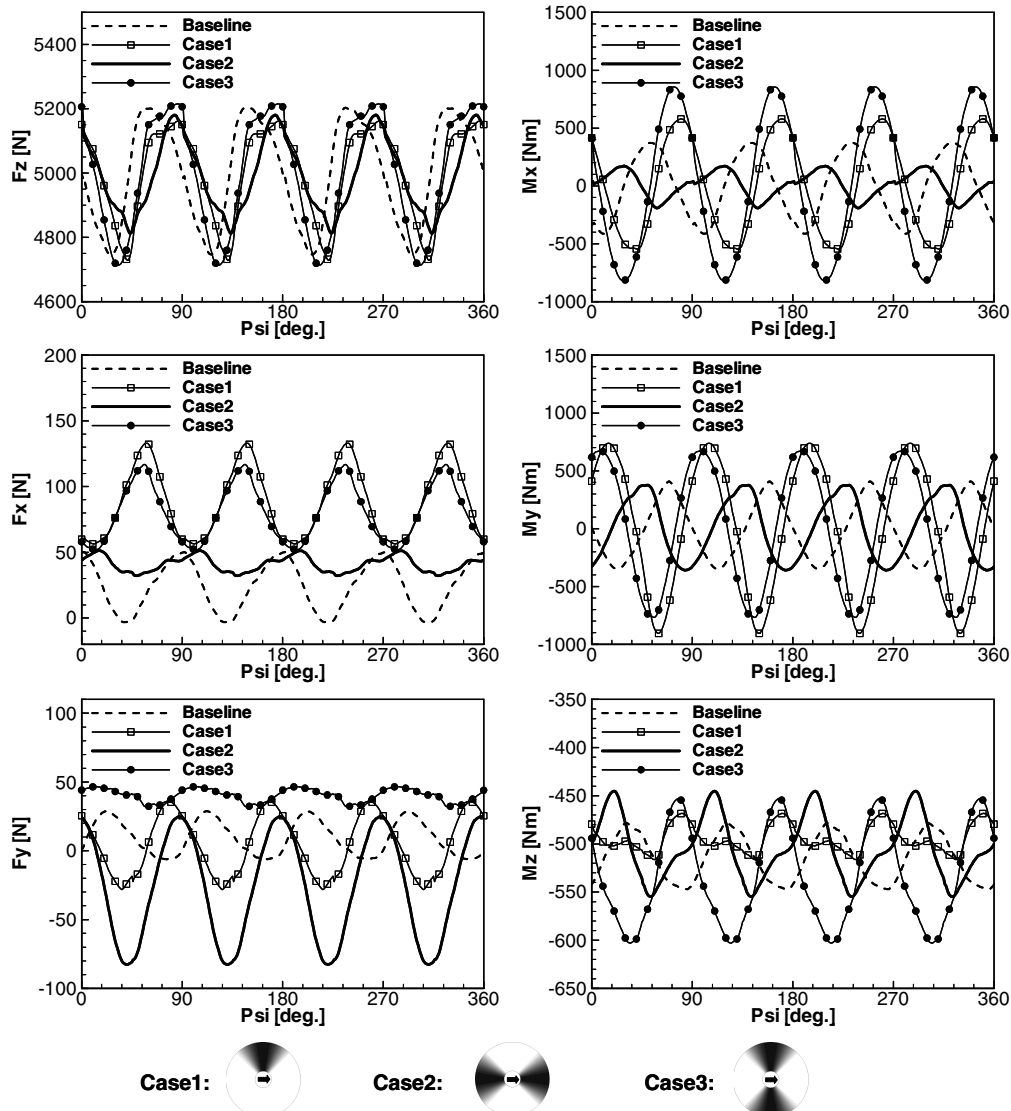 5500
5400
5200
5000
4800
4600
Fz [N]
Baseline
Case1
Case2
Case3
0 90 180 270 360
Psi [deg.]
1500
1000
500
0
-500
-1000
Mx [Nm]
Baseline
Case1
Case2
Case3
0 90 180 270 360
Psi [deg.]
200
150
100
50
0
Fx [N]
Baseline
Case1
Case2
Case3
0 90 180 270 360
Psi [deg.]
1500
1000
500
0
-500
-1000
My [Nm]
Baseline
Case1
Case2
Case3
0 90 180 270 360
Psi [deg.]
100
50
0
-50
-100
Fy [N]
Baseline
Case1
Case2
Case3
0 90 180 270 360
Psi [deg.]
-350
-400
-450
-500
-550
-600
-650
Mz [Nm]
Baseline
Case1
Case2
Case3
0 90 180 270 360
Psi [deg.]
Case1: Case2: Case3: